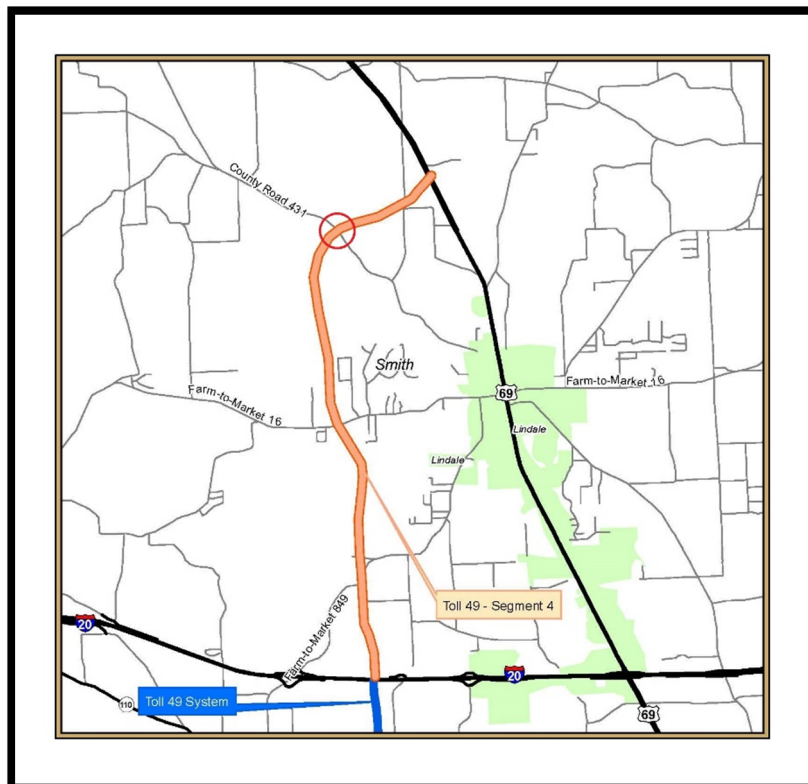 County Road 431
Smith
69
Farm-to-Market 16
Farm-to-Market 16
Lindale
Lindale
Toll 49 - Segment 4
Farm-to-Market 849
20
20
Toll 49 System
110
69